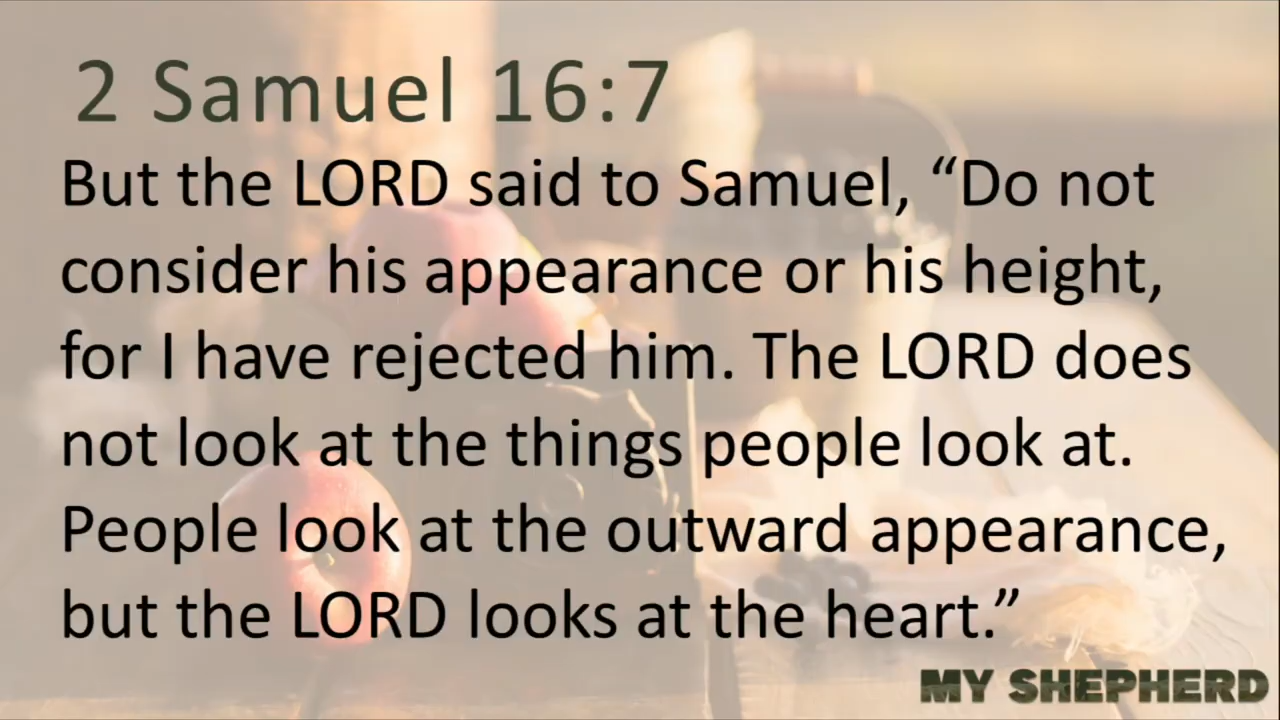 2 Samuel 16:7
But the LORD said to Samuel, “Do not
consider his appearance or his height,
for I have rejected him. The LORD does
not look at the things people look at.
People look at the outward appearance,
but the LORD looks at the heart.”
MY SHEPHERD